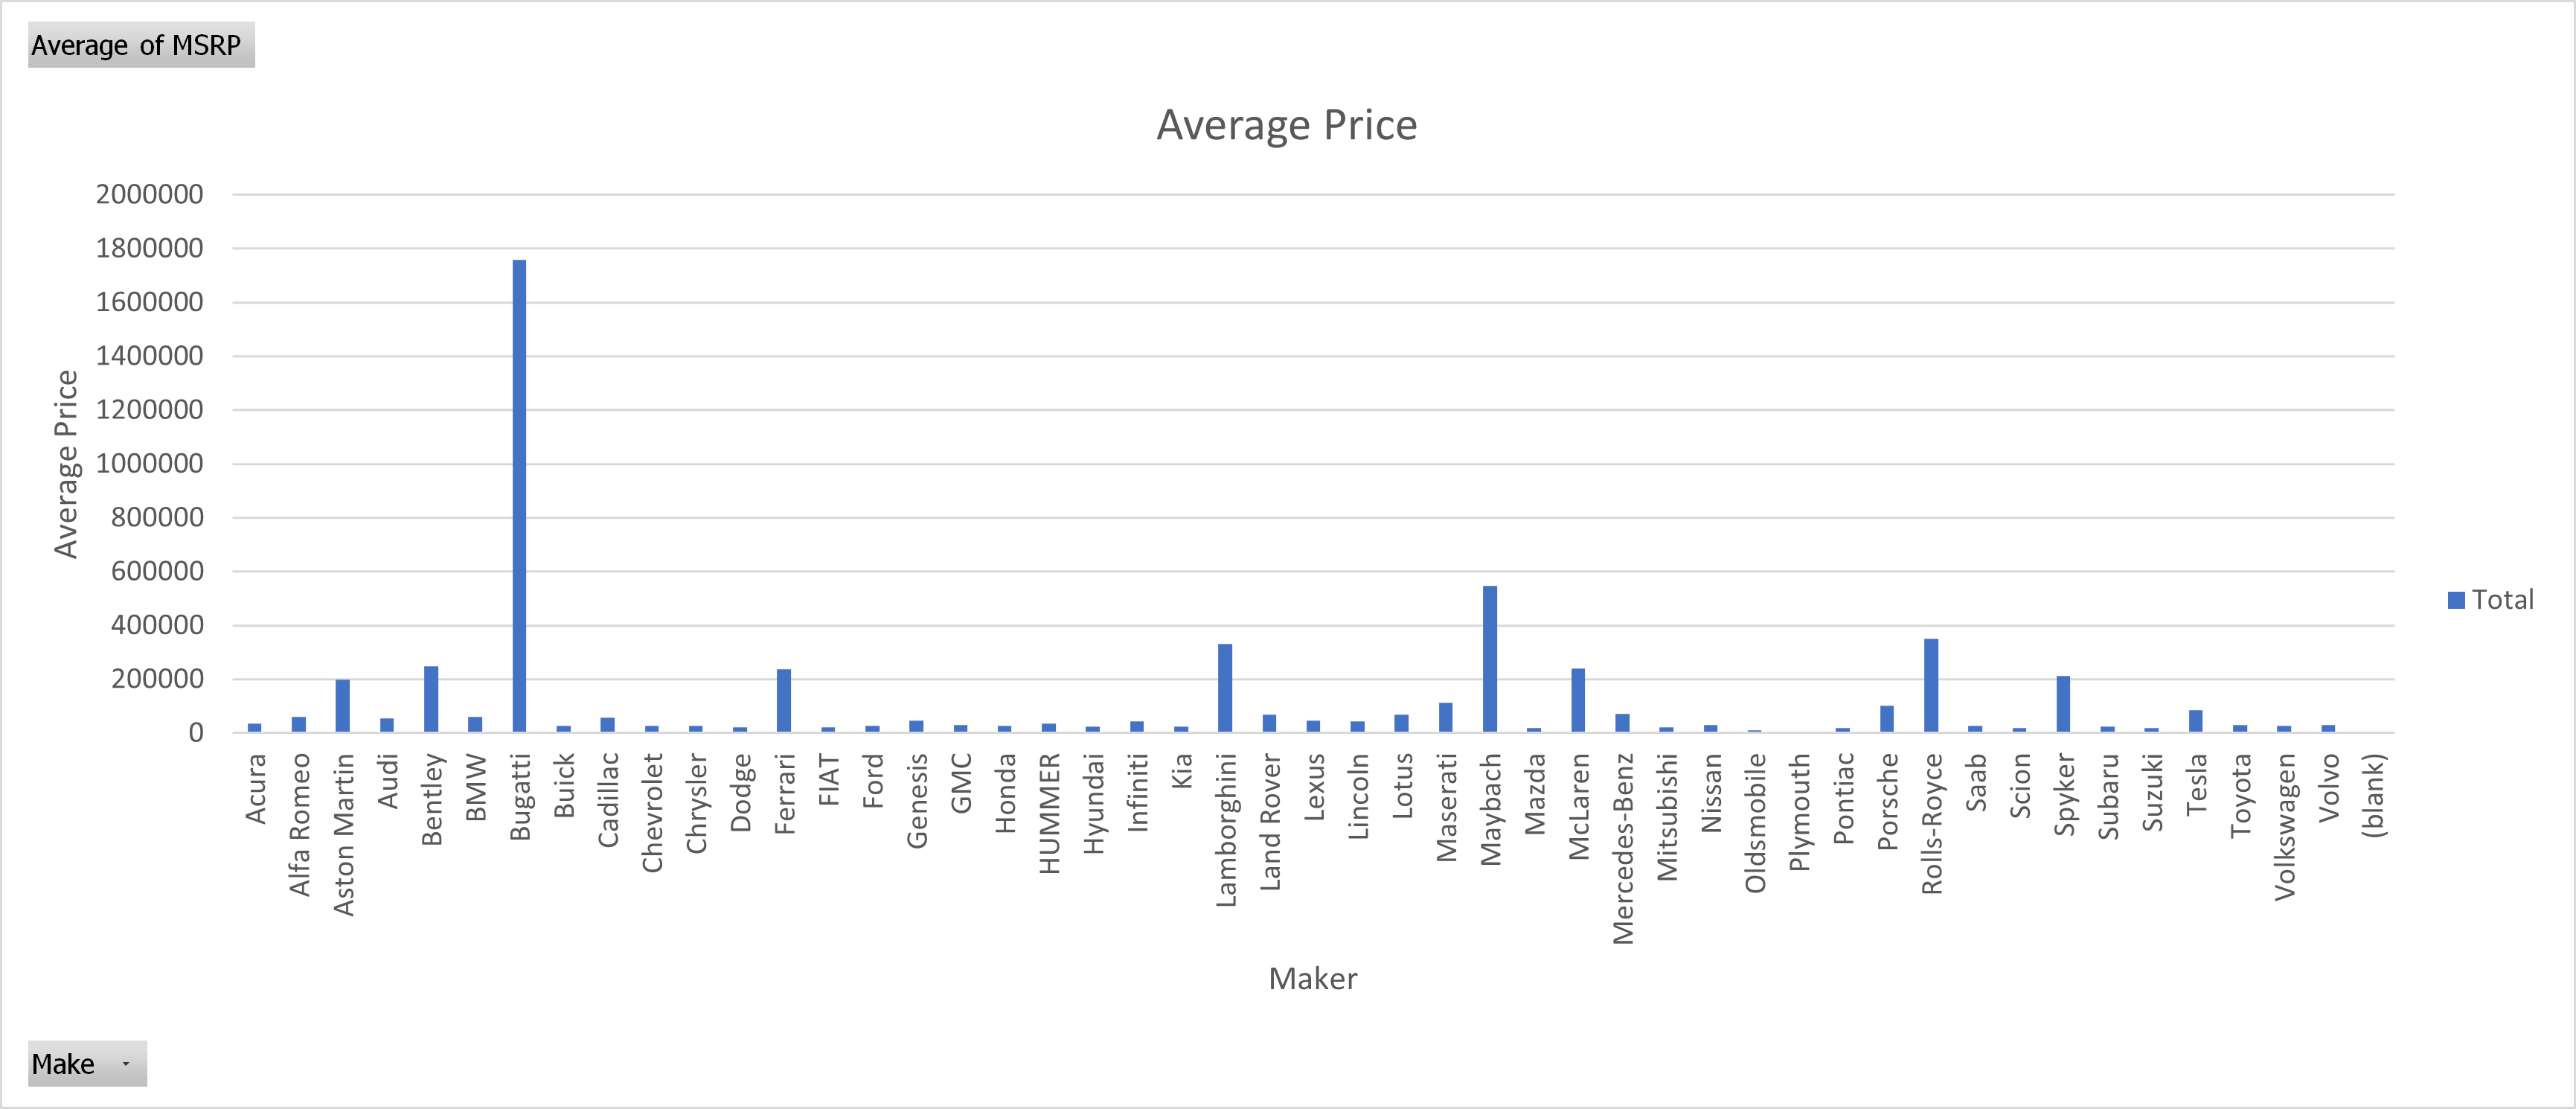 Average of MSRP
Average Price
2000000
1800000
1600000
1400000
1200000
1000000
800000
600000
400000
200000
0
Average Price
Total
Acura
Alfa Romeo
Aston Martin
Audi
Bentley
BMW
Bugatti
Buick
Cadillac
Chevrolet
Chrysler
Dodge
Ferrari
FIAT
Ford
Genesis
GMC
Honda
HUMMER
Hyundai
Infiniti
Kia
Lamborghini
Land Rover
Lexus
Lincoln
Lotus
Maserati
Maybach
Mazda
McLaren
Mercedes-Benz
Mitsubishi
Nissan
Oldsmobile
Plymouth
Pontiac
Porsche
Rolls-Royce
Saab
Scion
Spyker
Subaru
Suzuki
Tesla
Toyota
Volkswagen
Volvo
(blank)
Maker
Make